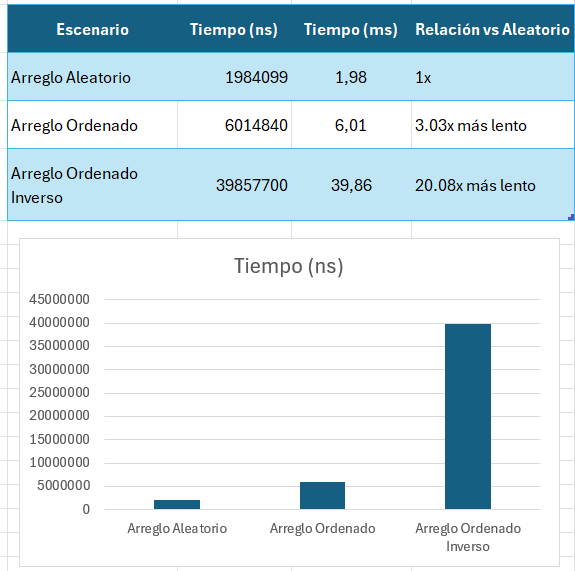 Escenario Tiempo (ns) Tiempo (ms) Relación vs Aleatorio
Arreglo Aleatorio 1984099 1,98 1x
Arreglo Ordenado 6014840 6,01 3.03x más lento
Arreglo Ordenado
Inverso 39857700 39,86 20.08x más lento
Tiempo (ns)
45000000
40000000
35000000
30000000
25000000
20000000
15000000
10000000
5000000
0
Arreglo Aleatorio Arreglo Ordenado Arreglo Ordenado
Inverso